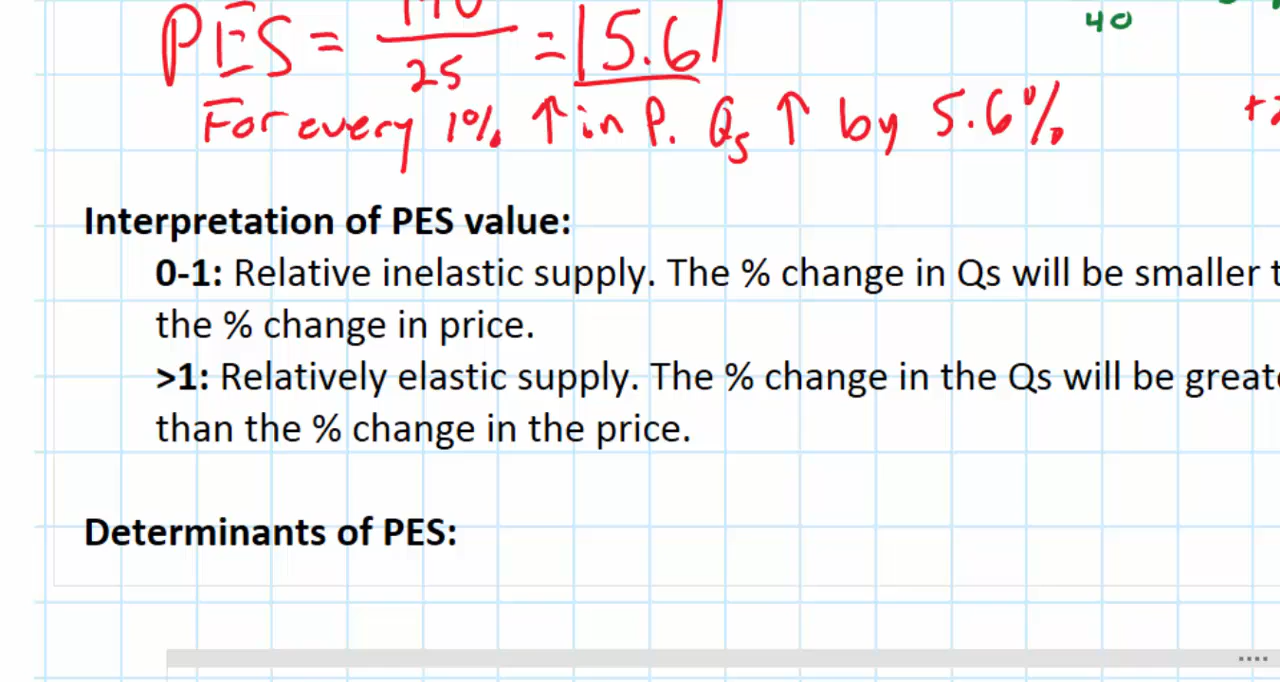 40
PES = 140/25 = 5.6
For every 1% ↑ in P. Qs ↑ by 5.6%
Interpretation of PES value:
0-1: Relative inelastic supply. The % change in Qs will be smaller
the % change in price.
>1: Relatively elastic supply. The % change in the Qs will be
than the % change in the price.
Determinants of PES: